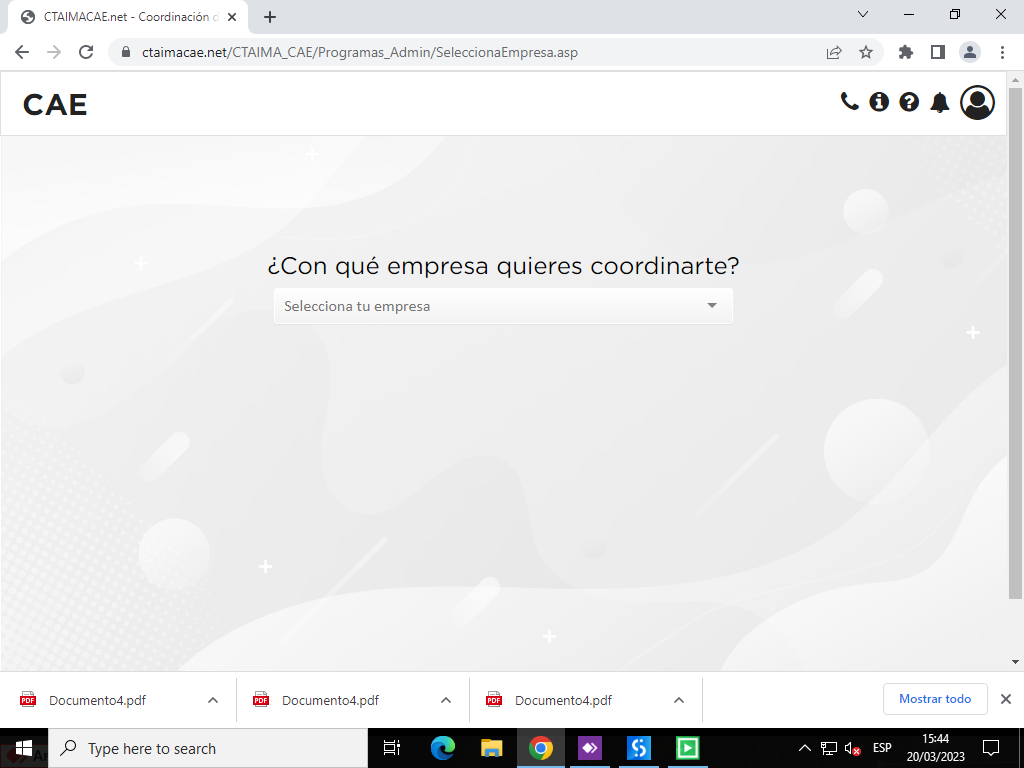 CTAIMACAE.net - Coordinación d
ctaimacae.net/CTAIMA_CAE/Programas_Admin/SeleccionaEmpresa.asp
CAE
¿Con qué empresa quieres coordinarte?
Selecciona tu empresa
Documento4.pdf
Documento4.pdf
Documento4.pdf
Mostrar todo
Type here to search
ESP
15:44
20/03/2023